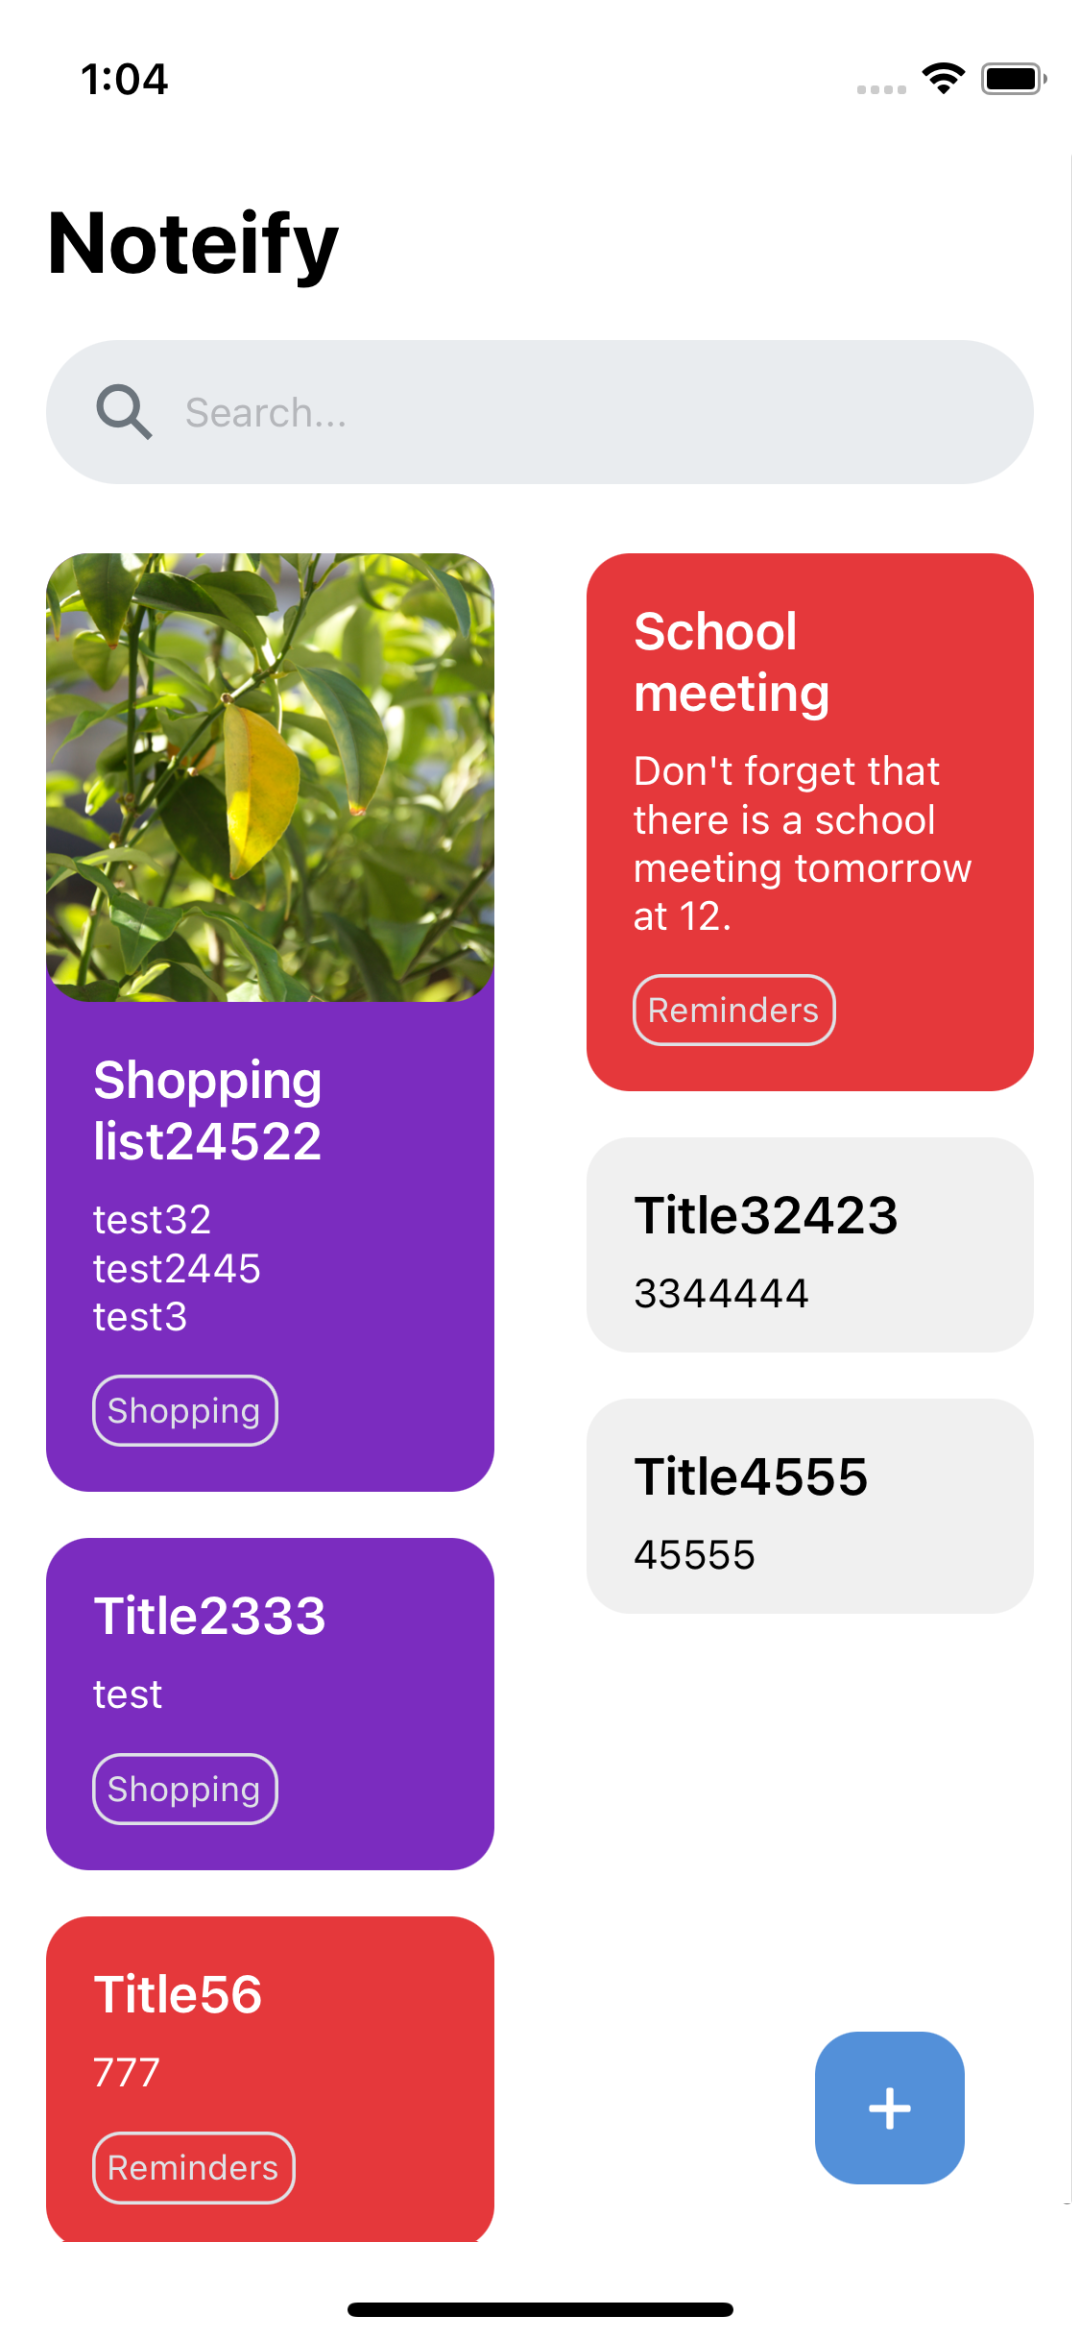 1:04
Noteify
Search...
Shopping
list24522
test32
test2445
test3
Shopping
Title2333
test
Shopping
Title56
777
Reminders
School
meeting
Don't forget that
there is a school
meeting tomorrow
at 12.
Reminders
Title32423
3344444
Title4555
45555
+